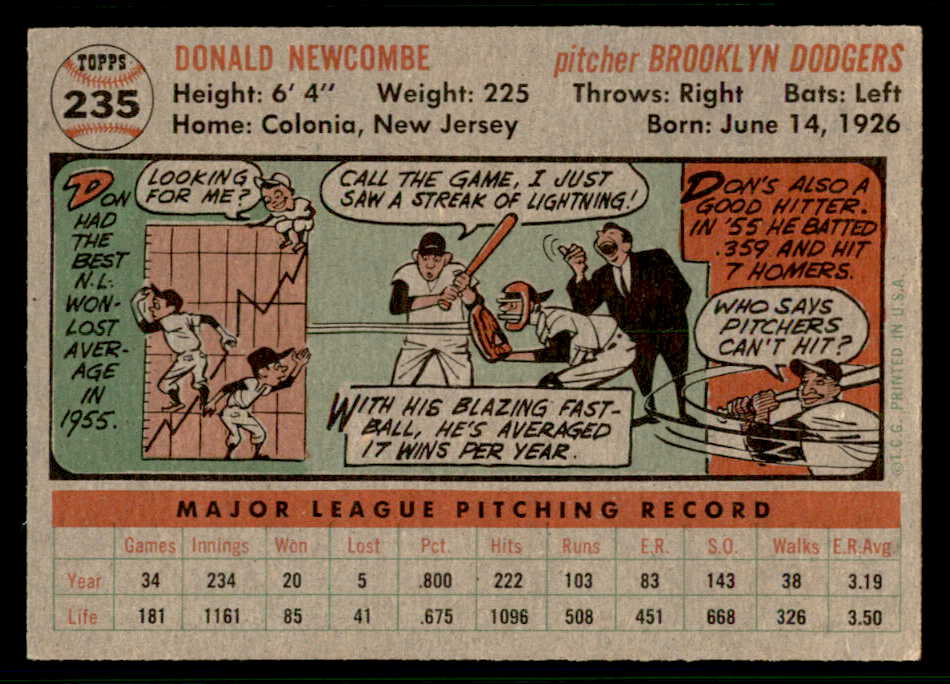 TOPPS
235
DONALD NEWCOMBE
pitcher BROOKLYN DODGERS
Height: 6' 4" Weight: 225 Throws: Right Bats: Left
Home: Colonia, New Jersey Born: June 14, 1926
DON
HAD
THE
BEST
N.L.
WON-
LOST
AVER-
AGE
IN
1955.
LOOKING
FOR ME?
CALL THE GAME, I JUST
SAW A STREAK OF LIGHTNING!
WITH HIS BLAZING FAST-
BALL, HE'S AVERAGED
17 WINS PER YEAR.
DON'S ALSO A
GOOD HITTER.
IN '55 HE BATTED
.359 AND HIT
7 HOMERS.
WHO SAYS
PITCHERS
CAN'T HIT?
© T.C.G. PRINTED IN U.S.A.
MAJOR LEAGUE PITCHING RECORD
Games Innings Won Lost Pct. Hits Runs E.R. S.O. Walks E.R.Avg.
Year 34 234 20 5 .800 222 103 83 143 38 3.19
Life 181 1161 85 41 .675 1096 508 451 668 326 3.50